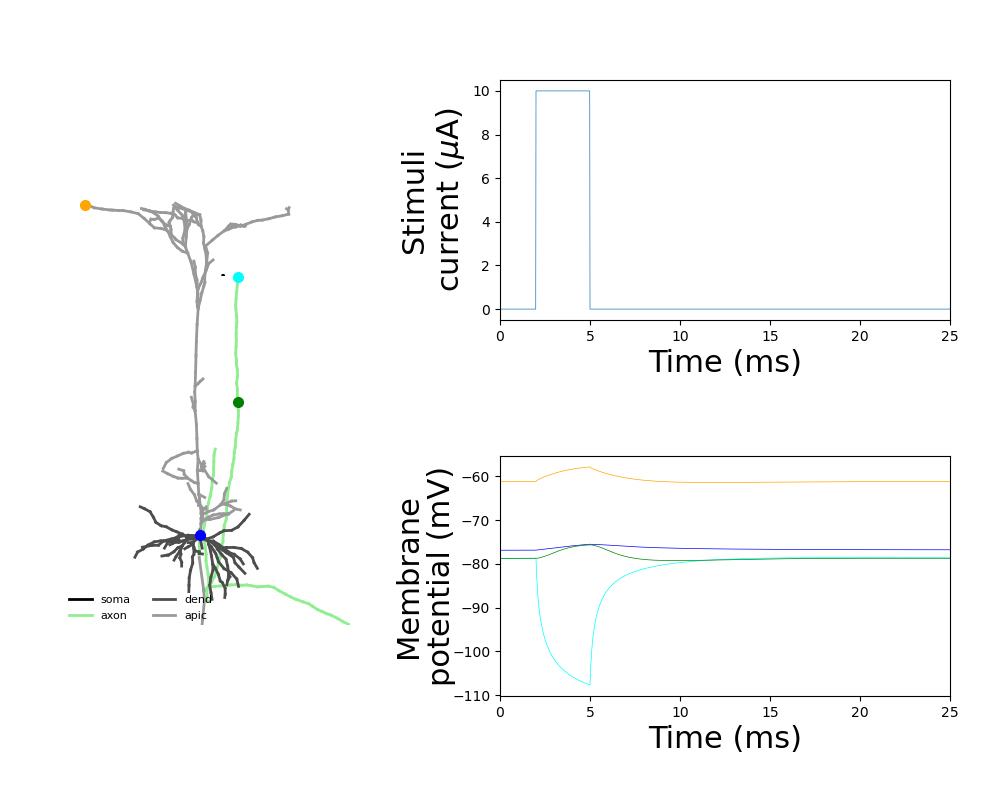 soma dend
axon apic
Stimuli
current (μA)
10
8
6
4
2
0
0 5 10 15 20 25
Time (ms)
Membrane
potential (mV)
−60
−70
−80
−90
−100
−110
0 5 10 15 20 25
Time (ms)